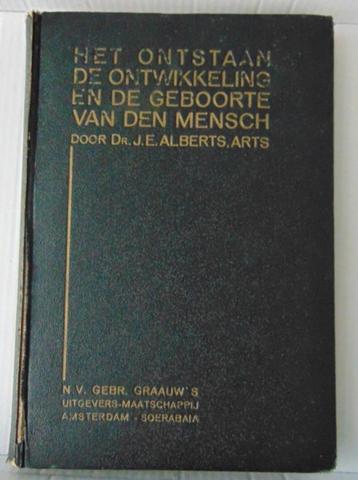 HET ONTSTAAN
DE ONTWIKKELING
EN DE GEBOORTE
VAN DEN MENSCH
DOOR DR. J. E. ALBERTS, ARTS
N. V. GEBR. GRAAUW'S
UITGEVERS-MAATSCHAPPIJ
AMSTERDAM - SOERABAIA